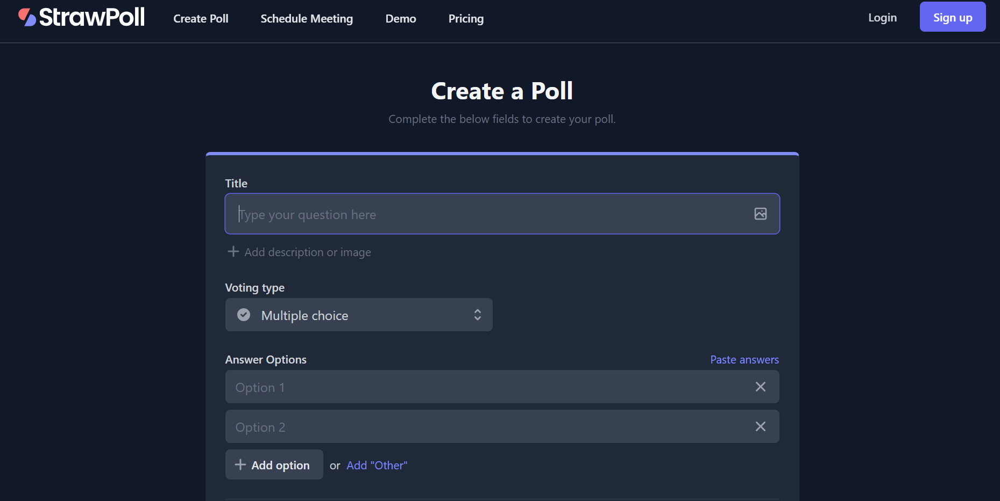 StrawPoll Create Poll Schedule Meeting Demo Pricing Login Sign up
Create a Poll
Complete the below fields to create your poll.
Title
Type your question here
Add description or image
Voting type
Multiple choice
Answer Options Paste answers
Option 1
Option 2
Add option or Add "Other"